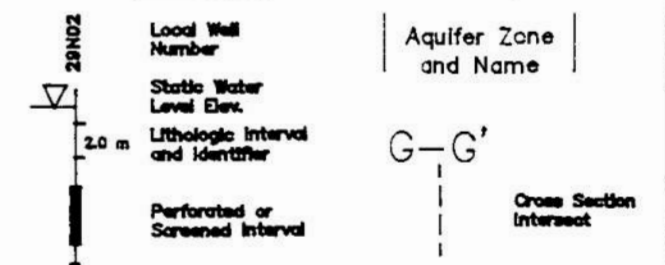 29N02
Local Well
Number
Static Water
Level Elev.
2.0 m
Lithologic Interval
and Identifier
Perforated or
Screened Interval
Aquifer Zone
and Name
G-G'
Cross Section
Intersect